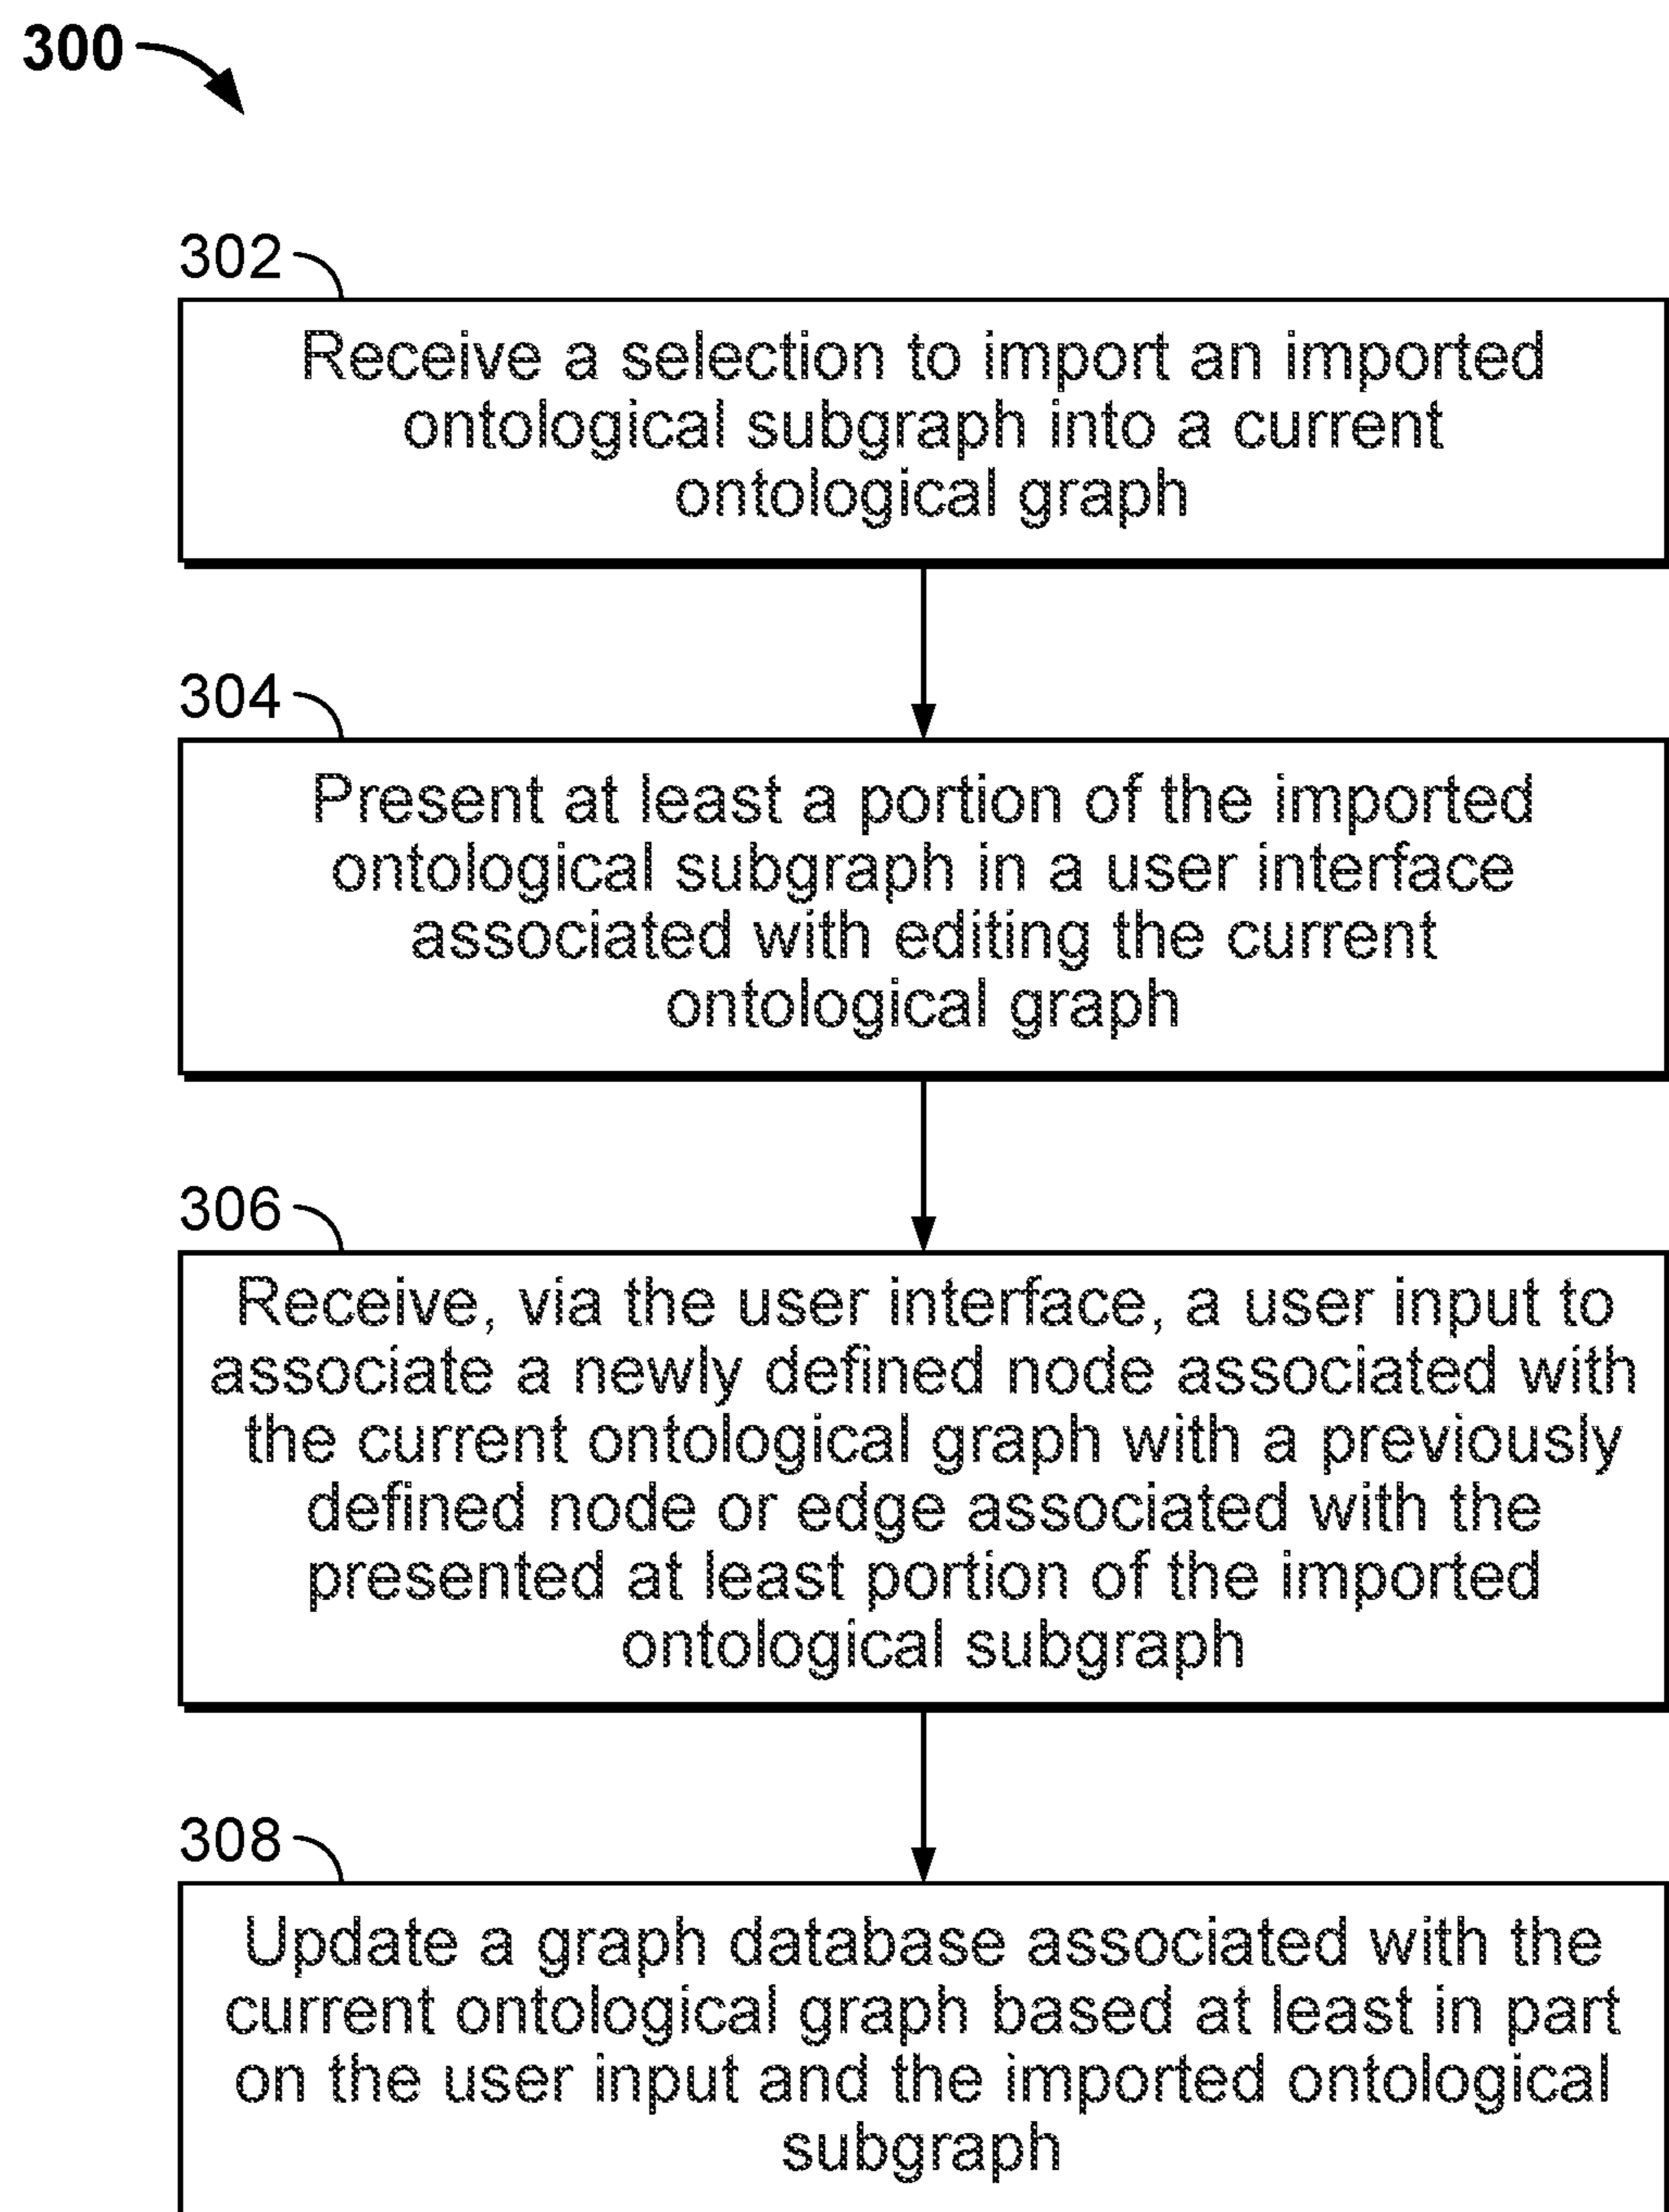 300
302
Receive a selection to import an imported
ontological subgraph into a current
ontological graph
304
Present at least a portion of the imported
ontological subgraph in a user interface
associated with editing the current
ontological graph
306
Receive, via the user interface, a user input to
associate a newly defined node associated with
the current ontological graph with a previously
defined node or edge associated with the
presented at least portion of the imported
ontological subgraph
308
Update a graph database associated with the
current ontological graph based at least in part
on the user input and the imported ontological
subgraph